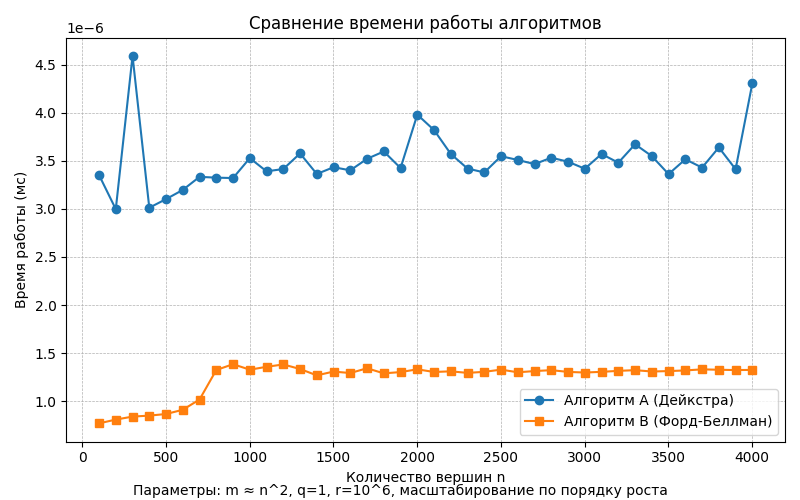 Сравнение времени работы алгоритмов
1e−6
4.5
4.0
3.5
3.0
2.5
2.0
1.5
1.0
Время работы (мс)
0 500 1000 1500 2000 2500 3000 3500 4000
Количество вершин n
Алгоритм A (Дейкстра)
Алгоритм B (Форд-Беллман)
Параметры: m ≈ n^2, q=1, r=10^6, масштабирование по порядку роста